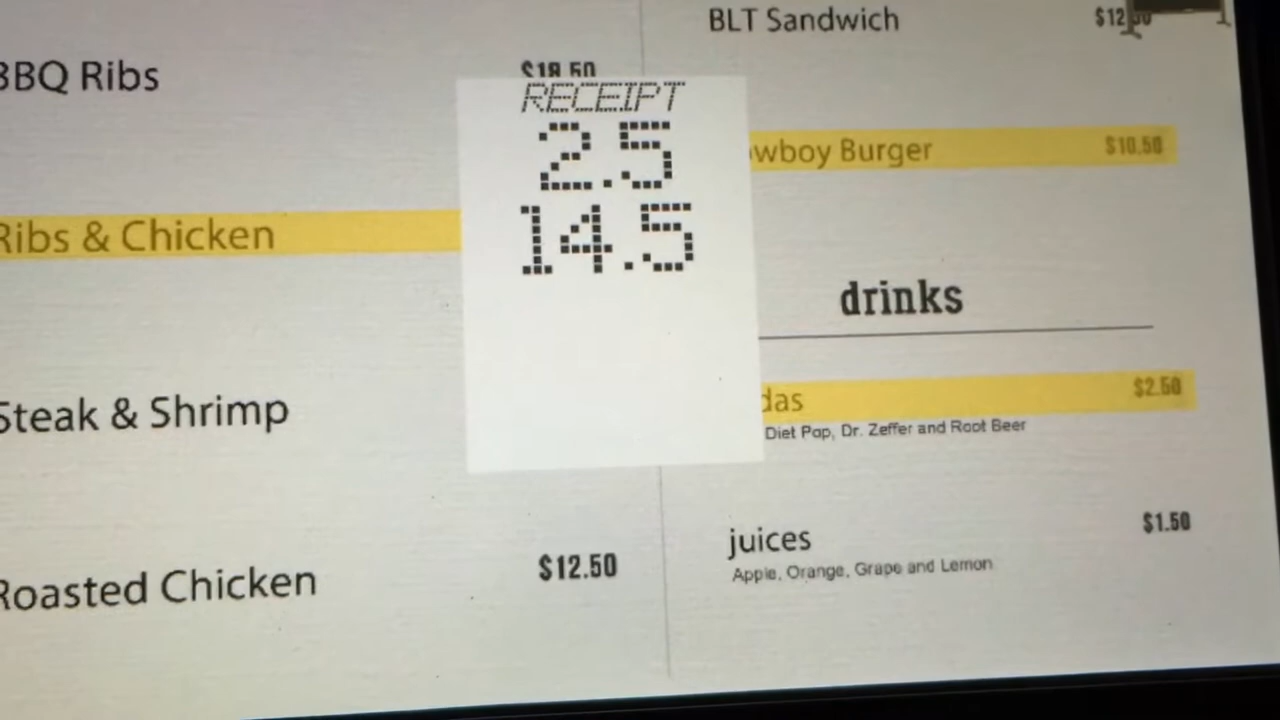 BBQ Ribs $18.50
Ribs & Chicken
Steak & Shrimp
Roasted Chicken $12.50
RECEIPT
2.5
14.5
BLT Sandwich
wboy Burger $10.50
drinks
das $2.50
Diet Pop, Dr. Zeffer and Root Beer
juices $1.50
Apple, Orange, Grape and Lemon